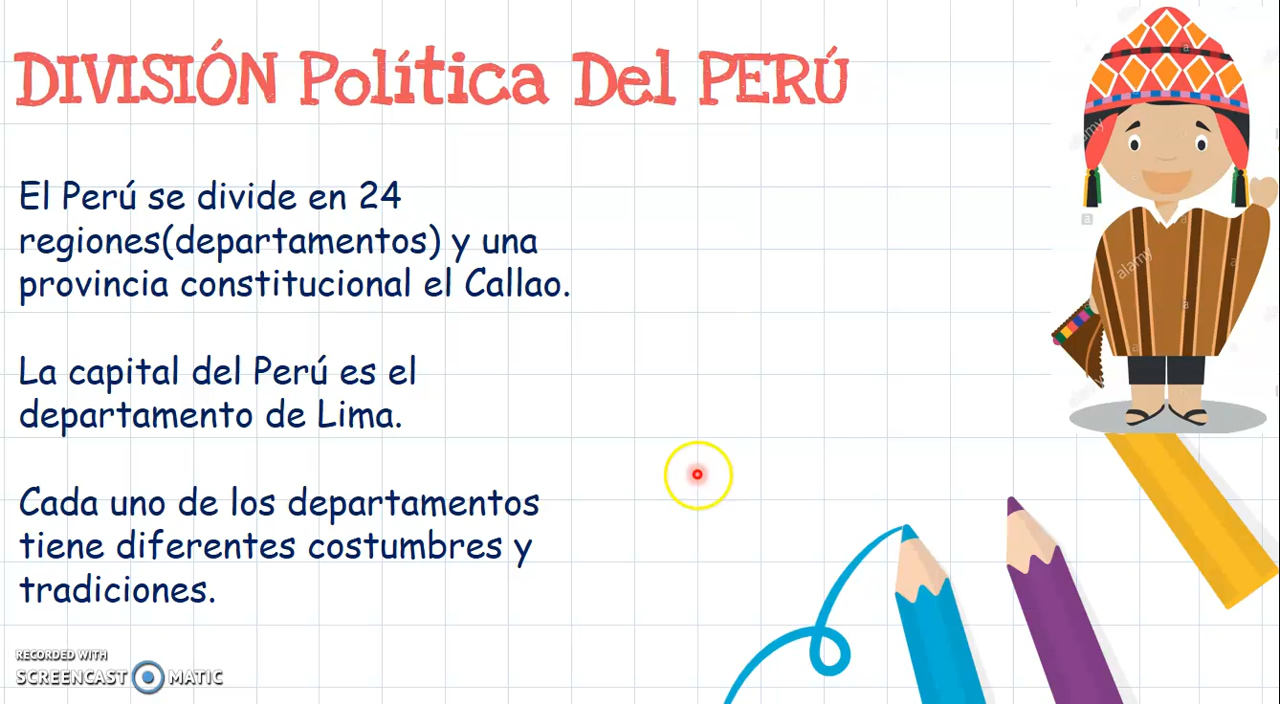 DIVISIÓN Política Del PERÚ
El Perú se divide en 24
regiones(departamentos) y una
provincia constitucional el Callao.
La capital del Perú es el
departamento de Lima.
Cada uno de los departamentos
tiene diferentes costumbres y
tradiciones.
RECORDED WITH
SCREENCAST MATIC
alamy
a
a
alamy
a
a
a